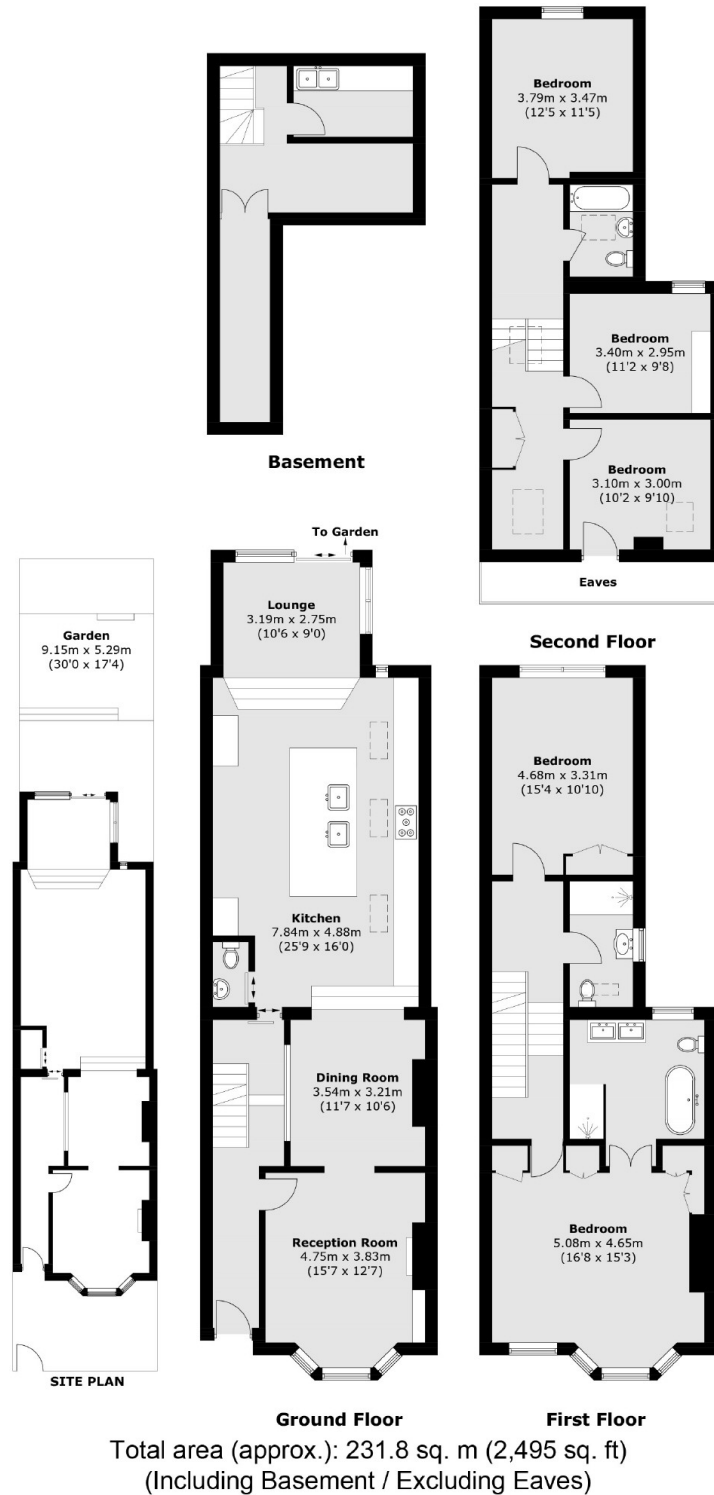 Bedroom
3.79m x 3.47m
(12'5 x 11'5)
Bedroom
3.40m x 2.95m
(11'2 x 9'8)
Bedroom
3.10m x 3.00m
(10'2 x 9'10)
Eaves
Second Floor
Basement
To Garden
Lounge
3.19m x 2.75m
(10'6 x 9'0)
Garden
9.15m x 5.29m
(30'0 x 17'4)
Kitchen
7.84m x 4.88m
(25'9 x 16'0)
Dining Room
3.54m x 3.21m
(11'7 x 10'6)
Reception Room
4.75m x 3.83m
(15'7 x 12'7)
SITE PLAN
Ground Floor
Bedroom
4.68m x 3.31m
(15'4 x 10'10)
Bedroom
5.08m x 4.65m
(16'8 x 15'3)
First Floor
Total area (approx.): 231.8 sq. m (2,495 sq. ft)
(Including Basement / Excluding Eaves)